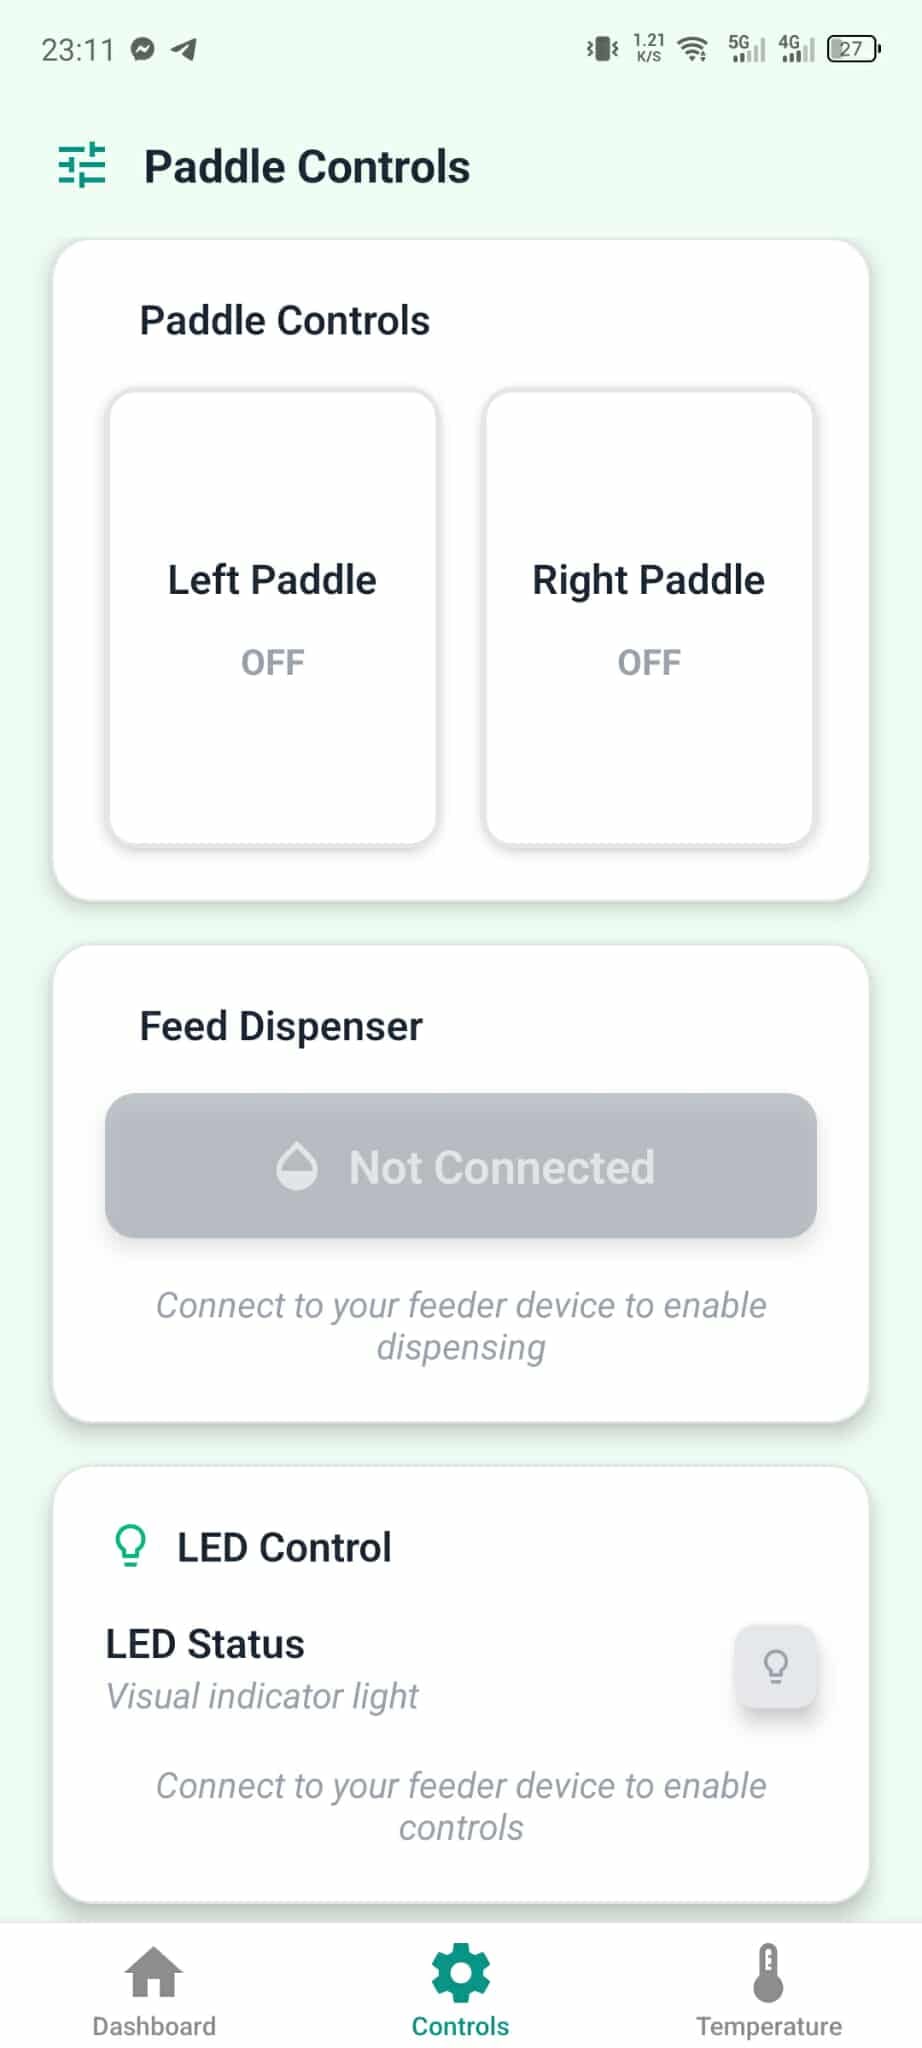 23:11
1.21
K/S
5G
4G
27
Paddle Controls
Paddle Controls
Left Paddle
OFF
Right Paddle
OFF
Feed Dispenser
Not Connected
Connect to your feeder device to enable
dispensing
LED Control
LED Status
Visual indicator light
Connect to your feeder device to enable
controls
Dashboard
Controls
Temperature